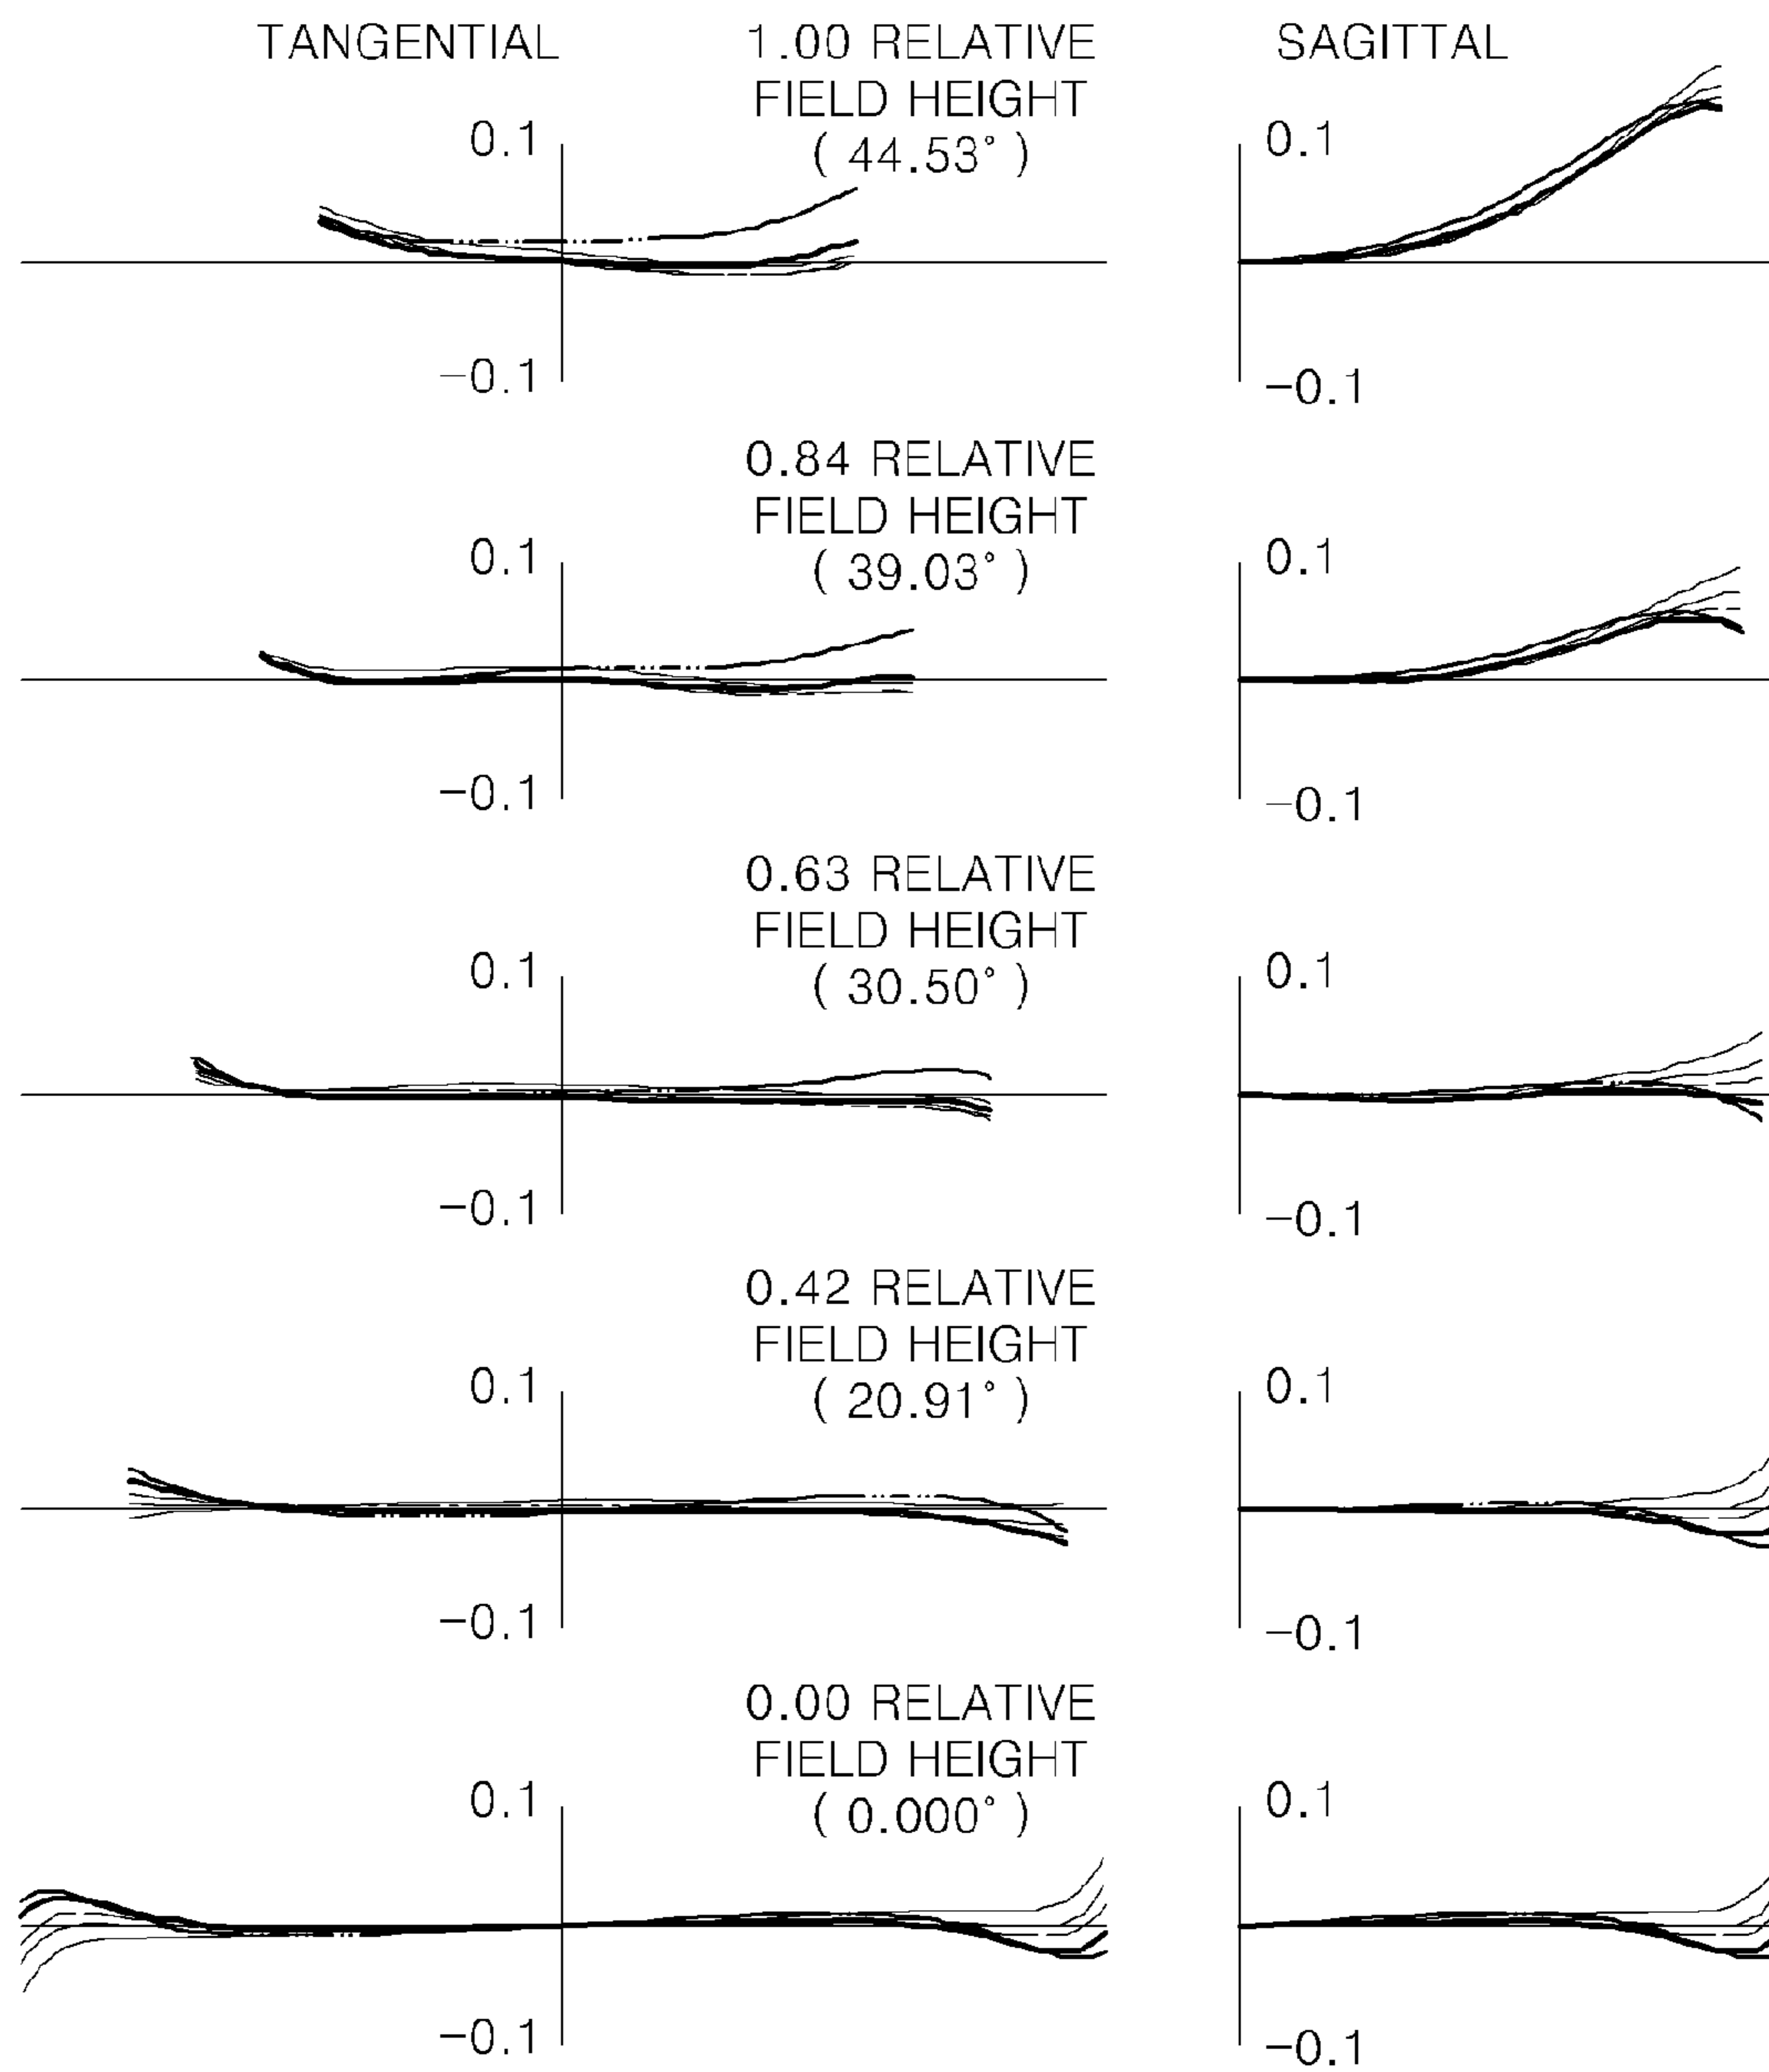 TANGENTIAL
1.00 RELATIVE
FIELD HEIGHT
( 44.53° )
SAGITTAL
0.1
-0.1
0.1
-0.1
0.84 RELATIVE
FIELD HEIGHT
( 39.03° )
0.1
-0.1
0.1
-0.1
0.63 RELATIVE
FIELD HEIGHT
( 30.50° )
0.1
-0.1
0.1
-0.1
0.42 RELATIVE
FIELD HEIGHT
( 20.91° )
0.1
-0.1
0.1
-0.1
0.00 RELATIVE
FIELD HEIGHT
( 0.000° )
0.1
-0.1
0.1
-0.1